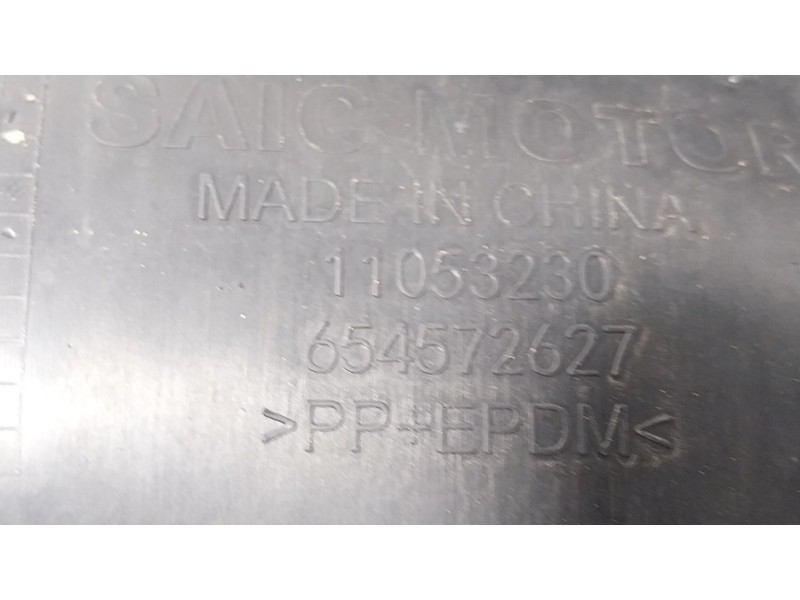 SAIC MOTOR
MADE IN CHINA
11053230
654572627
>PP+EPDM<